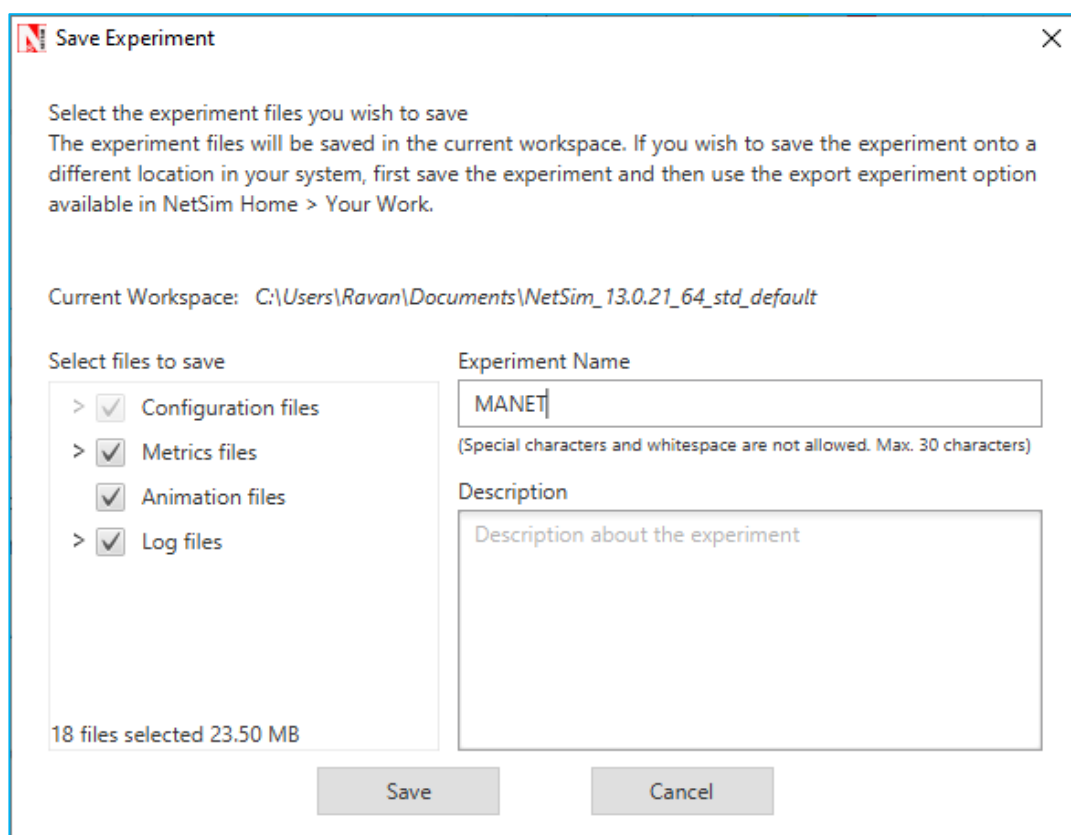 Save Experiment
Select the experiment files you wish to save
The experiment files will be saved in the current workspace. If you wish to save the experiment onto a
different location in your system, first save the experiment and then use the export experiment option
available in NetSim Home > Your Work.
Current Workspace: C:\Users\Ravan\Documents\NetSim_13.0.21_64_std_default
Select files to save
> Configuration files
> Metrics files
Animation files
> Log files
18 files selected 23.50 MB
Experiment Name
MANET
(Special characters and whitespace are not allowed. Max. 30 characters)
Description
Description about the experiment
Save
Cancel